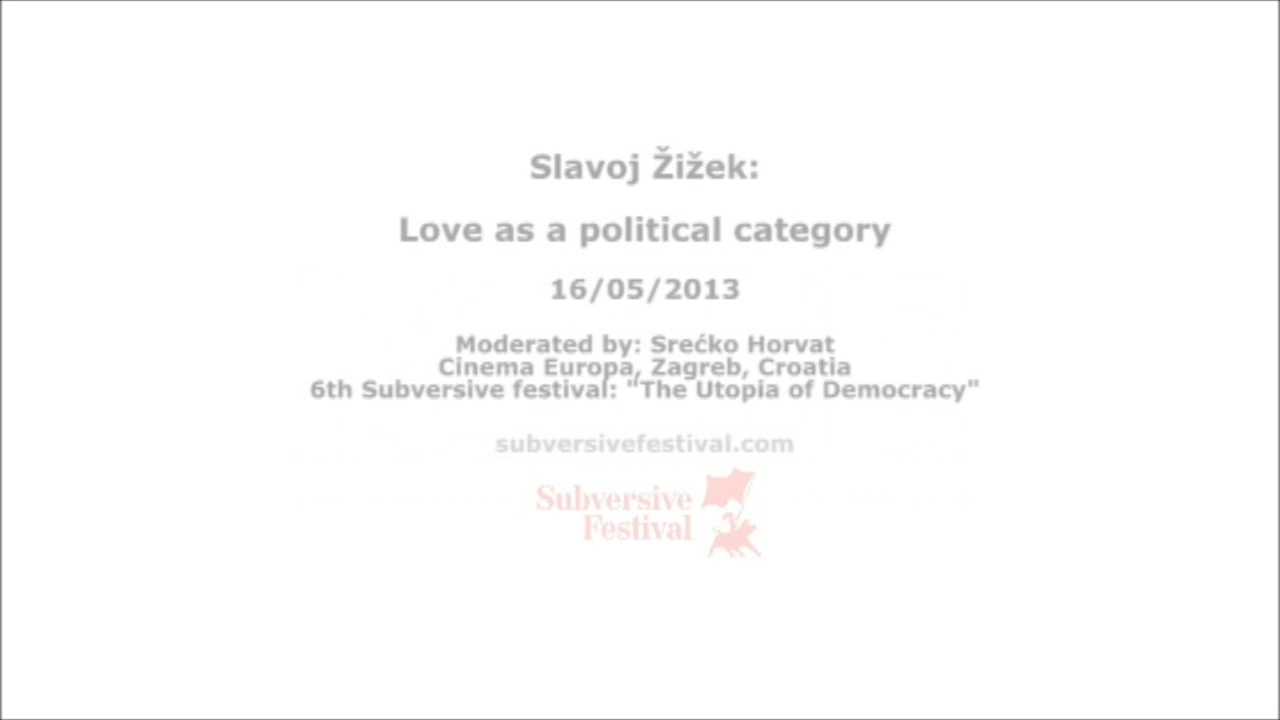 Slavoj Žižek:
Love as a political category
16/05/2013
Moderated by: Srećko Horvat
Cinema Europa, Zagreb, Croatia
6th Subversive festival: "The Utopia of Democracy"
subversivefestival.com
Subversive
Festival